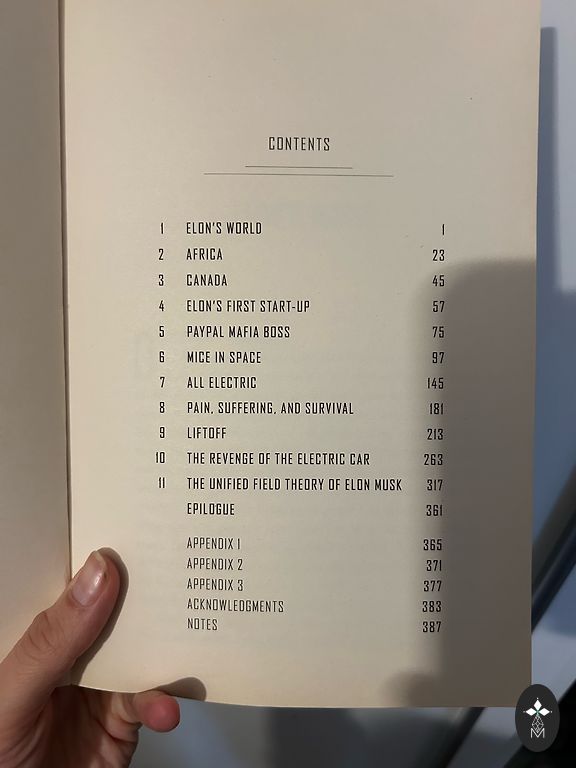 CONTENTS
1 ELON'S WORLD 1
2 AFRICA 23
3 CANADA 45
4 ELON'S FIRST START-UP 57
5 PAYPAL MAFIA BOSS 75
6 MICE IN SPACE 97
7 ALL ELECTRIC 145
8 PAIN, SUFFERING, AND SURVIVAL 181
9 LIFTOFF 213
10 THE REVENGE OF THE ELECTRIC CAR 263
11 THE UNIFIED FIELD THEORY OF ELON MUSK 317
EPILOGUE 361
APPENDIX 1 365
APPENDIX 2 371
APPENDIX 3 377
ACKNOWLEDGMENTS 383
NOTES 387
M